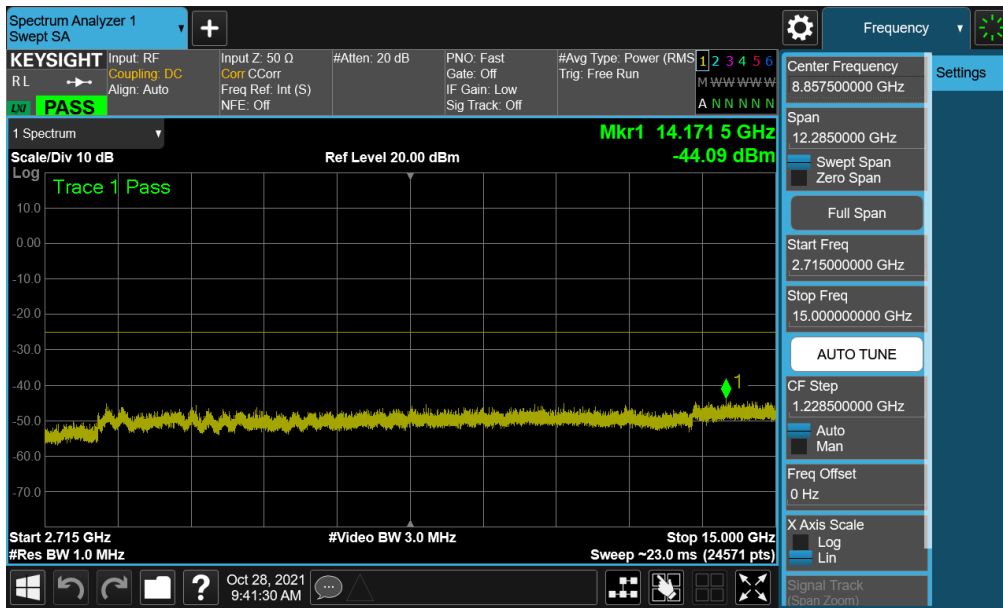 Spectrum Analyzer 1
Swept SA
Frequency
KEYSIGHT
R L
LXI
PASS
Input: RF
Coupling: DC
Align: Auto
Input Z: 50 Ω
Corr CCorr
Freq Ref: Int (S)
NFE: Off
#Atten: 20 dB
PNO: Fast
Gate: Off
IF Gain: Low
Sig Track: Off
#Avg Type: Power (RMS
Trig: Free Run
1 2 3 4 5 6
M W W W W W
A N N N N N
1 Spectrum
Scale/Div 10 dB
Log
Ref Level 20.00 dBm
Mkr1 14.171 5 GHz
-44.09 dBm
Trace 1 Pass
10.0
0.00
-10.0
-20.0
-30.0
-40.0
-50.0
-60.0
-70.0
1
Start 2.715 GHz
#Res BW 1.0 MHz
#Video BW 3.0 MHz
Stop 15.000 GHz
Sweep ~23.0 ms (24571 pts)
Center Frequency
8.857500000 GHz
Span
12.2850000 GHz
Swept Span
Zero Span
Full Span
Start Freq
2.715000000 GHz
Stop Freq
15.000000000 GHz
AUTO TUNE
CF Step
1.228500000 GHz
Auto
Man
Freq Offset
0 Hz
X Axis Scale
Log
Lin
Signal Track
(Span Zoom)
Settings
?
Oct 28, 2021
9:41:30 AM